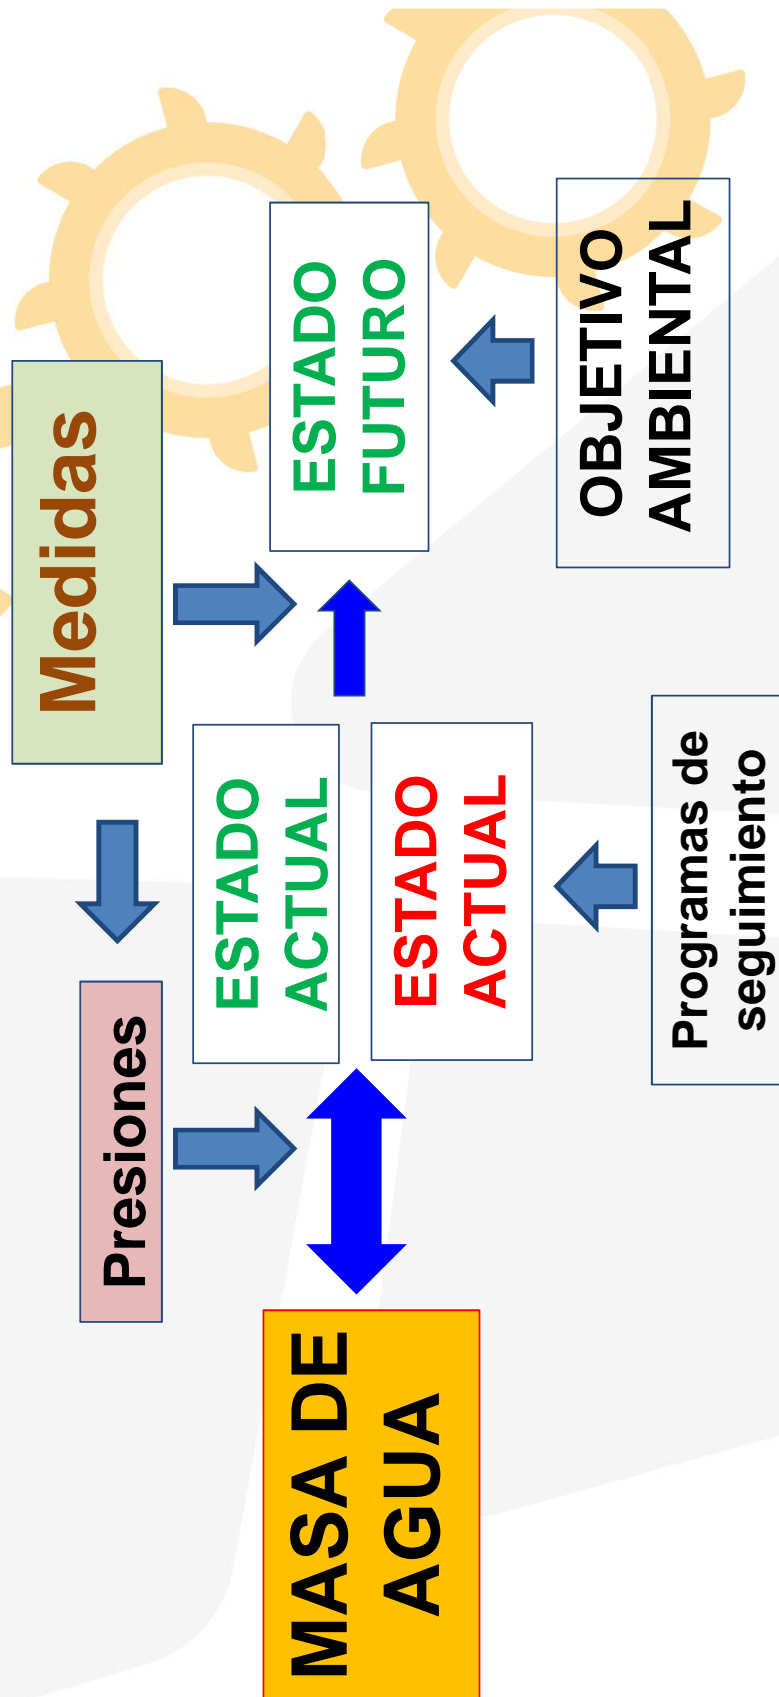 Medidas
Presiones
ESTADO
ACTUAL
ESTADO
FUTURO
MASA DE
AGUA
ESTADO
ACTUAL
OBJETIVO
AMBIENTAL
Programas de
seguimiento